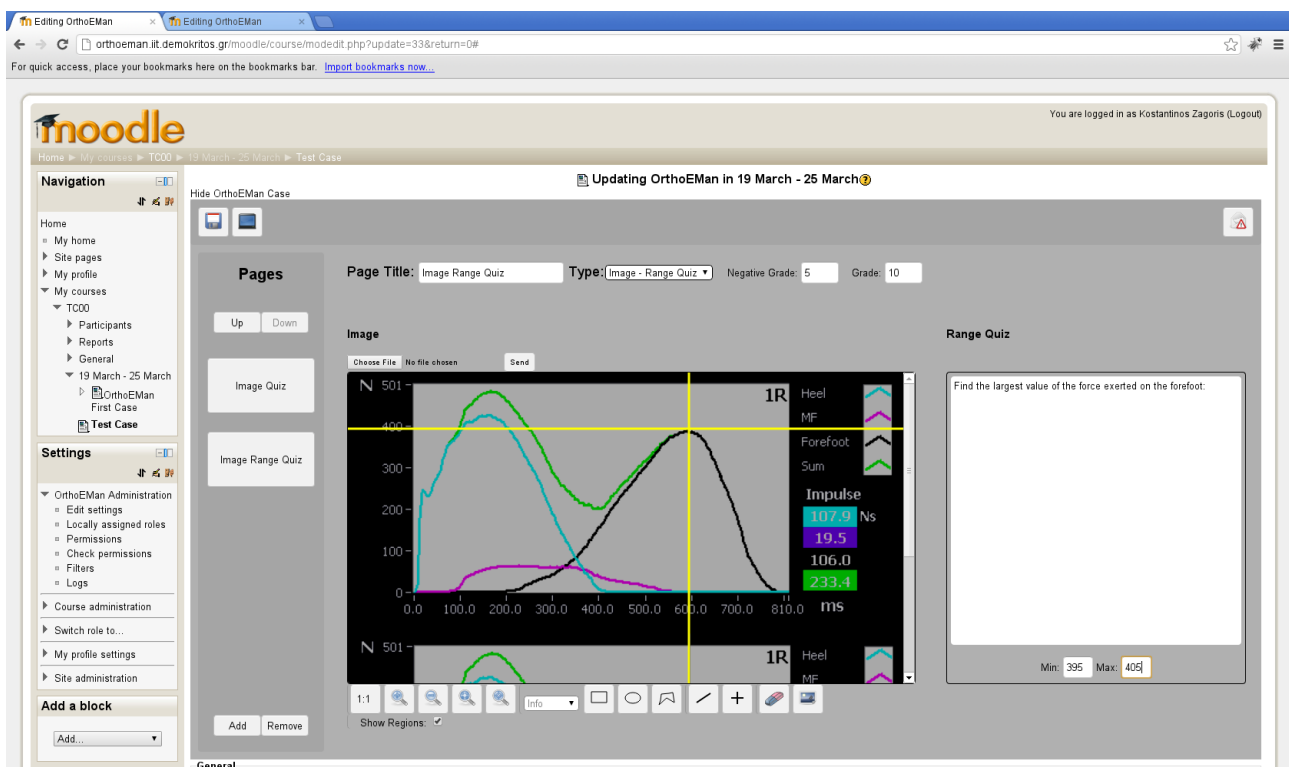 Editing OrthoEMan × Editing OrthoEMan ×
orthoeman.iit.demokritos.gr/moodle/course/modedit.php?update=33&return=0#
For quick access, place your bookmarks here on the bookmarks bar. Import bookmarks now...
moodle
You are logged in as Kostantinos Zagoris (Logout)
Home ► My courses ► TC00 ► 19 March - 25 March ► Test Case
Navigation
Home
My home
Site pages
My profile
My courses
TC00
Participants
Reports
General
19 March - 25 March
OrthoEMan
First Case
Test Case
Settings
OrthoEMan Administration
Edit settings
Locally assigned roles
Permissions
Check permissions
Filters
Logs
Course administration
Switch role to...
My profile settings
Site administration
Add a block
Add...
Updating OrthoEMan in 19 March - 25 March
Hide OrthoEMan Case
Pages
Up Down
Image Quiz
Image Range Quiz
Add Remove
Page Title: Image Range Quiz Type: Image - Range Quiz Negative Grade: 5 Grade: 10
Image
Choose File No file chosen Send
N 501 1R Heel
400 MF
Forefoot
300 Sum
Impulse
200 107.9 Ns
19.5
100 106.0
233.4
0
0.0 100.0 200.0 300.0 400.0 500.0 600.0 700.0 810.0 ms
N 501 1R Heel
MF
1:1 Info
Show Regions:
Range Quiz
Find the largest value of the force exerted on the forefoot:
Min: 395 Max: 405
General